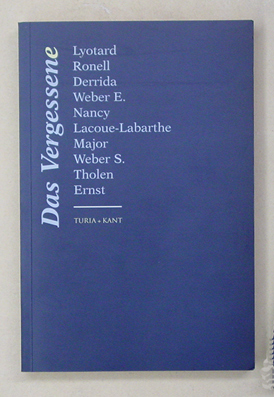 Das Vergessene
Lyotard
Ronell
Derrida
Weber E.
Nancy
Lacoue-Labarthe
Major
Weber S.
Tholen
Ernst
TURIA + KANT